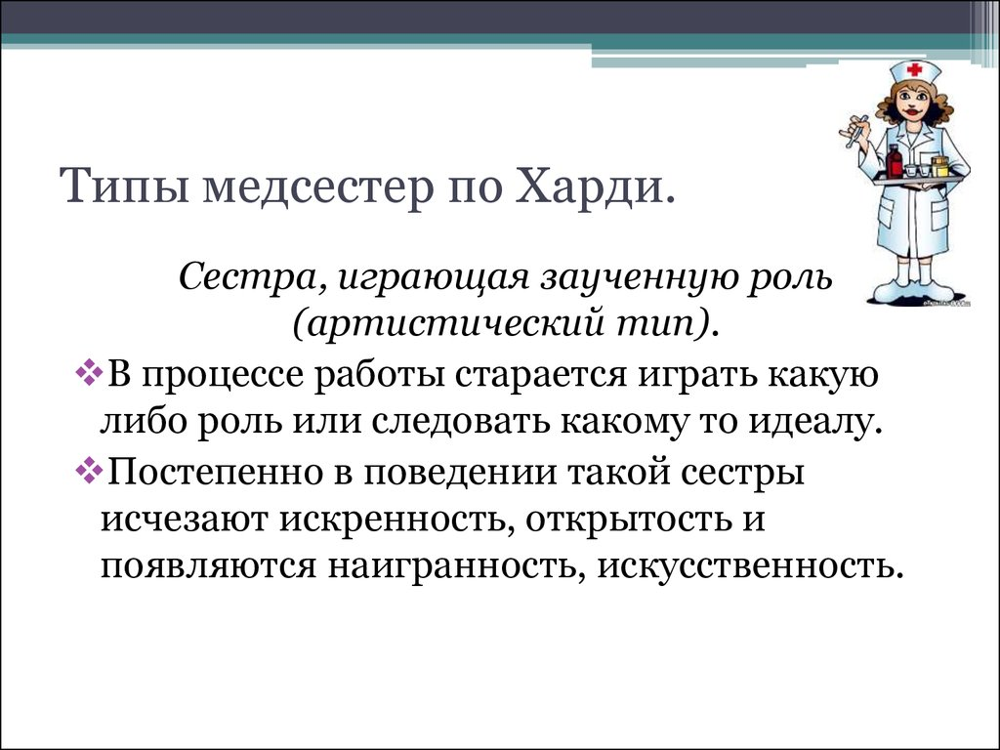 Типы медсестер по Харди.
Сестра, играющая заученную роль
(артистический тип).
❖В процессе работы старается играть какую
либо роль или следовать какому то идеалу.
❖Постепенно в поведении такой сестры
исчезают искренность, открытость и
появляются наигранность, искусственность.